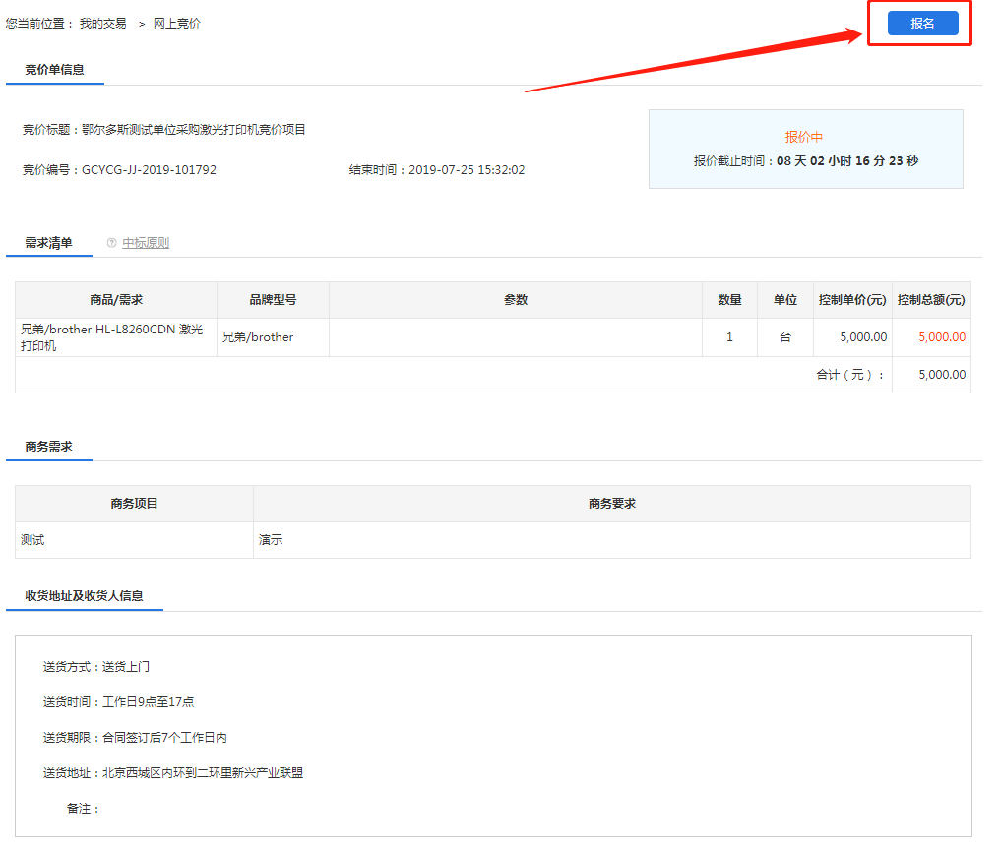 您当前位置： 我的交易 > 网上竞价
报名
竞价单信息
竞价标题：鄂尔多斯测试单位采购激光打印机竞价项目
报价中
报价截止时间：08 天 02 小时 16 分 23 秒
竞价编号：GCYCG-JJ-2019-101792 结束时间：2019-07-25 15:32:02
需求清单 ? 中标原则
商品/需求 品牌型号 参数 数量 单位 控制单价(元) 控制总额(元)
兄弟/brother HL-L8260CDN 激光
打印机
兄弟/brother 1 台 5,000.00 5,000.00
合计（元）： 5,000.00
商务需求
商务项目 商务要求
测试 演示
收货地址及收货人信息
送货方式：送货上门
送货时间：工作日9点至17点
送货期限：合同签订后7个工作日内
送货地址：北京西城区内环到二环里新兴产业联盟
备注：